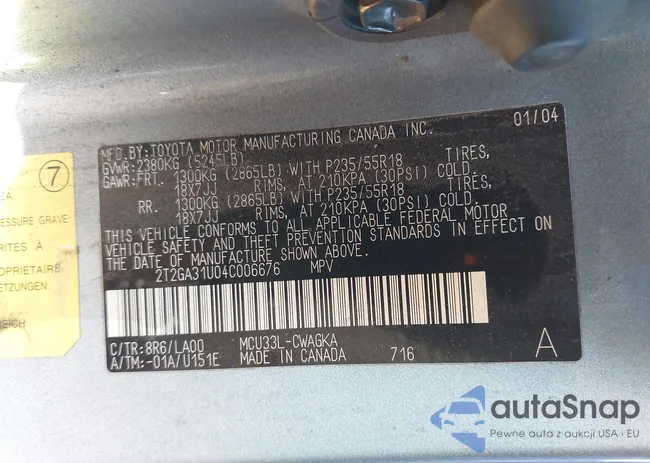 MFD.BY:TOYOTA MOTOR MANUFACTURING CANADA INC. 01/04
GVWR:2380KG (5245LB)
GAWR:FRT. 1300KG (2865LB) WITH P235/55R18 TIRES,
18X7JJ RIMS, AT 210KPA (30PSI) COLD.
RR. 1300KG (2865LB) WITH P235/55R18 TIRES,
18X7JJ RIMS, AT 210KPA (30PSI) COLD.
THIS VEHICLE CONFORMS TO ALL APPLICABLE FEDERAL MOTOR
VEHICLE SAFETY AND THEFT PREVENTION STANDARDS IN EFFECT ON
THE DATE OF MANUFACTURE SHOWN ABOVE.
2T2GA31U04C006676 MPV
C/TR:8R6/LA00 MCU33L-CWAGKA
A/TM:-01A/U151E MADE IN CANADA 716 A
7
ESSURE GRAVE
RITES À
PROPRIÉTAIRE
REICH
autoSnap
Pewne auta z aukcji USA i EU